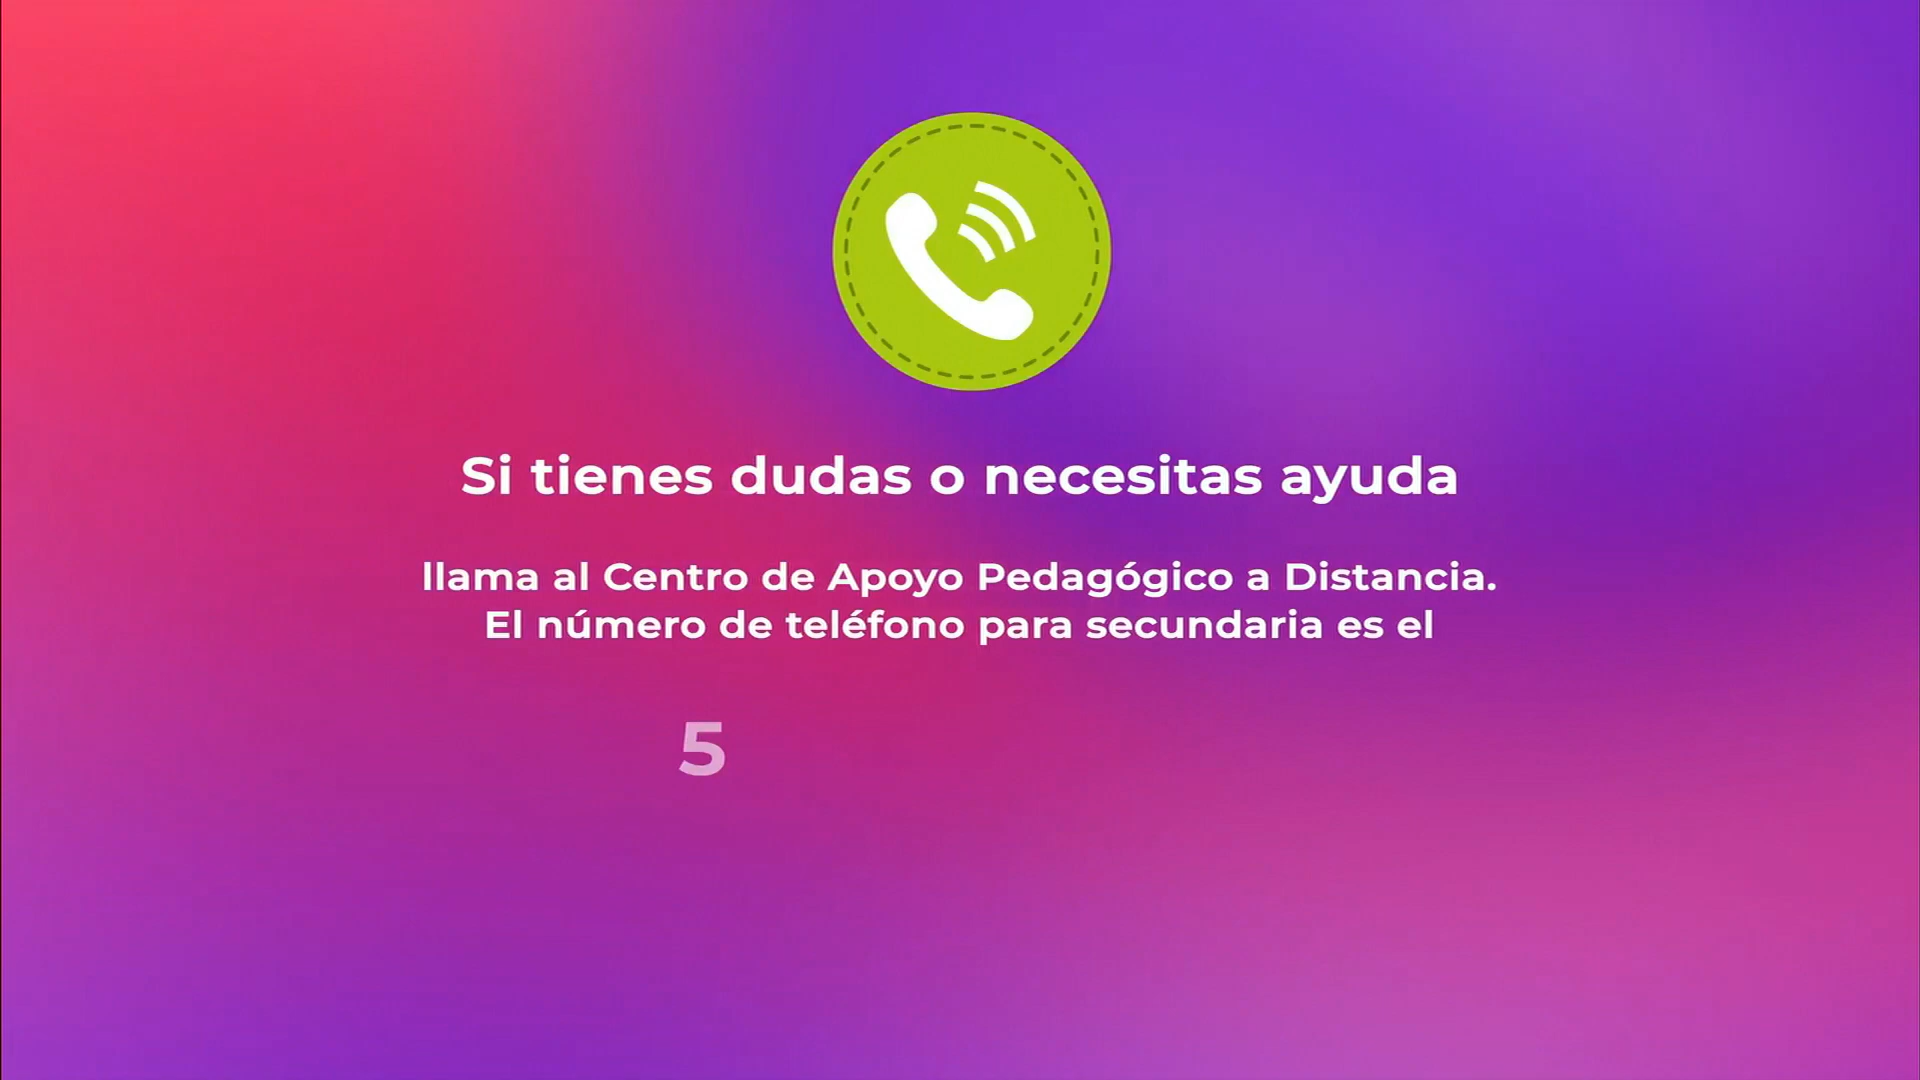 Si tienes dudas o necesitas ayuda
llama al Centro de Apoyo Pedagógico a Distancia.
El número de teléfono para secundaria es el
5